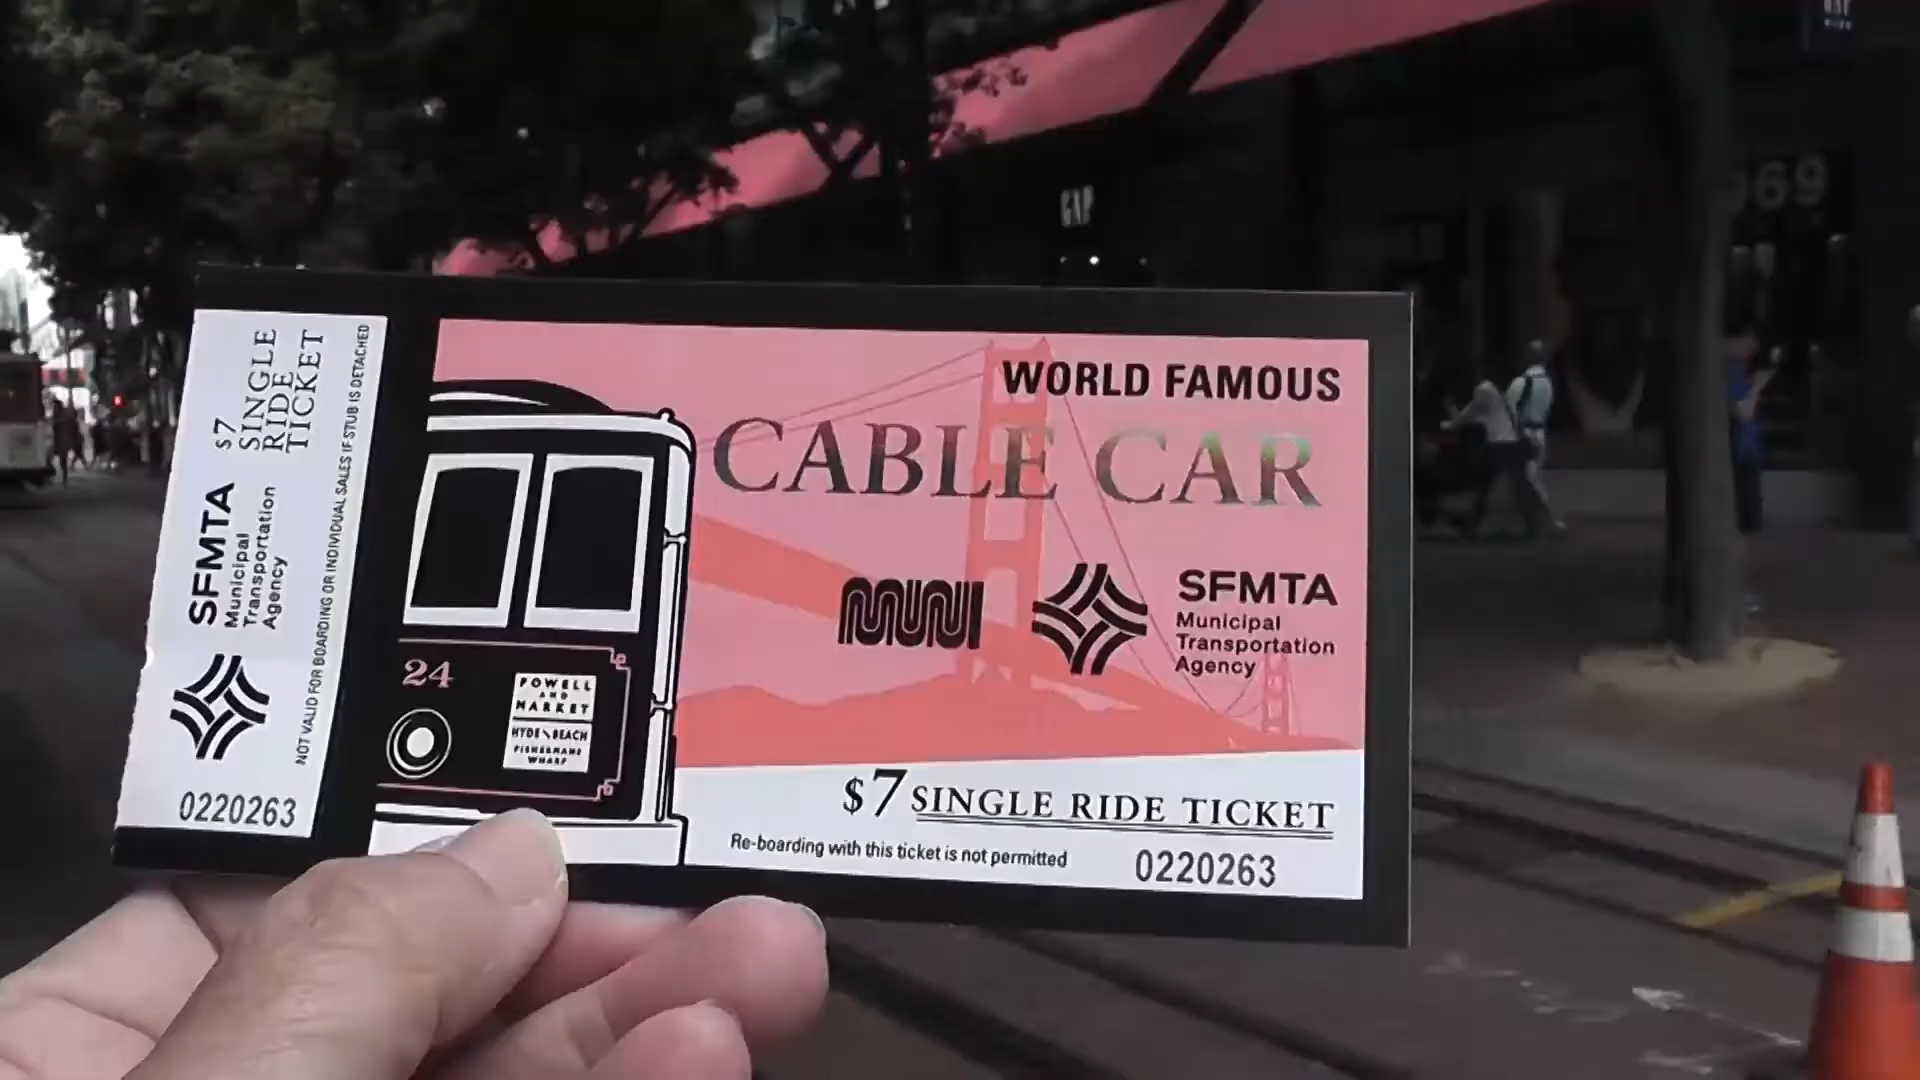 GAP
$7
SINGLE
RIDE
TICKET
SFMTA
Municipal
Transportation
Agency
NOT VALID FOR BOARDING OR INDIVIDUAL SALES IF STUB IS DETACHED
0220263
WORLD FAMOUS
CABLE CAR
MUNI
SFMTA
Municipal
Transportation
Agency
24
POWELL
AND
MARKET
HYDE BEACH
FISHERMANS
WHARF
$7 SINGLE RIDE TICKET
Re-boarding with this ticket is not permitted
0220263